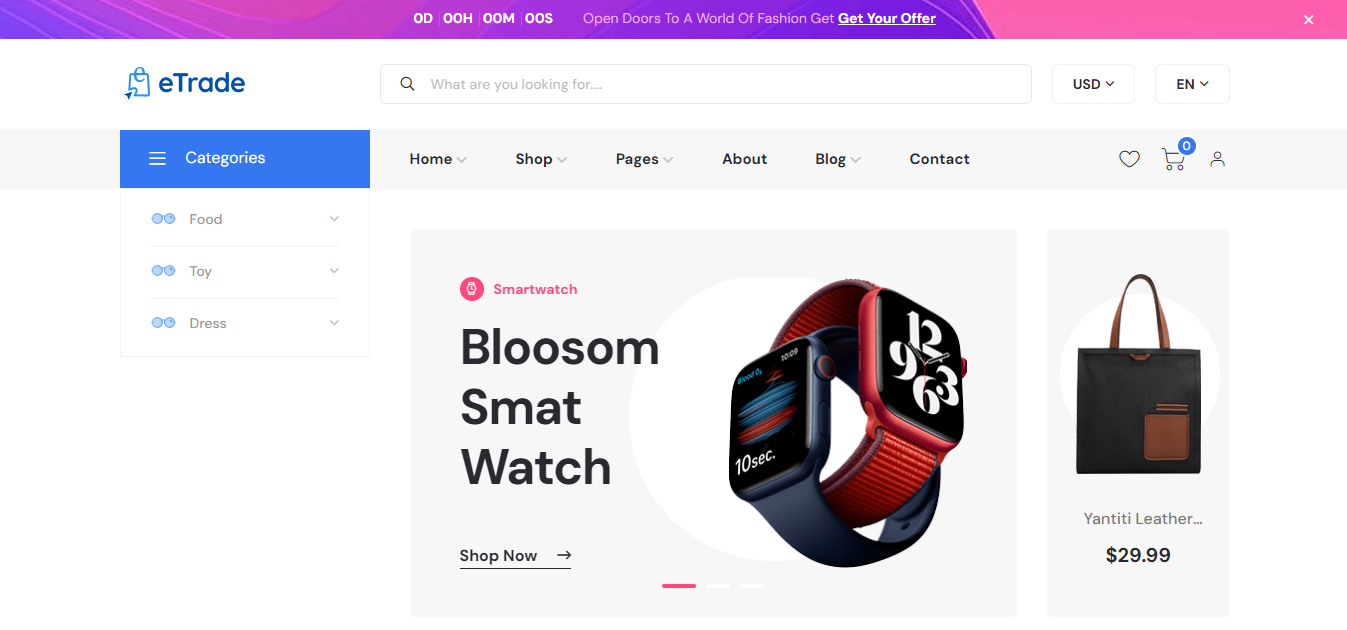 0D 00H 00M 00S Open Doors To A World Of Fashion Get Get Your Offer
eTrade
What are you looking for....
USD
EN
Categories
Home Shop Pages About Blog Contact
0
Food
Toy
Dress
Smartwatch
Bloosom
Smat
Watch
Shop Now
10:09
Blood O₂
10sec.
12
9 3
6
Yantiti Leather...
$29.99